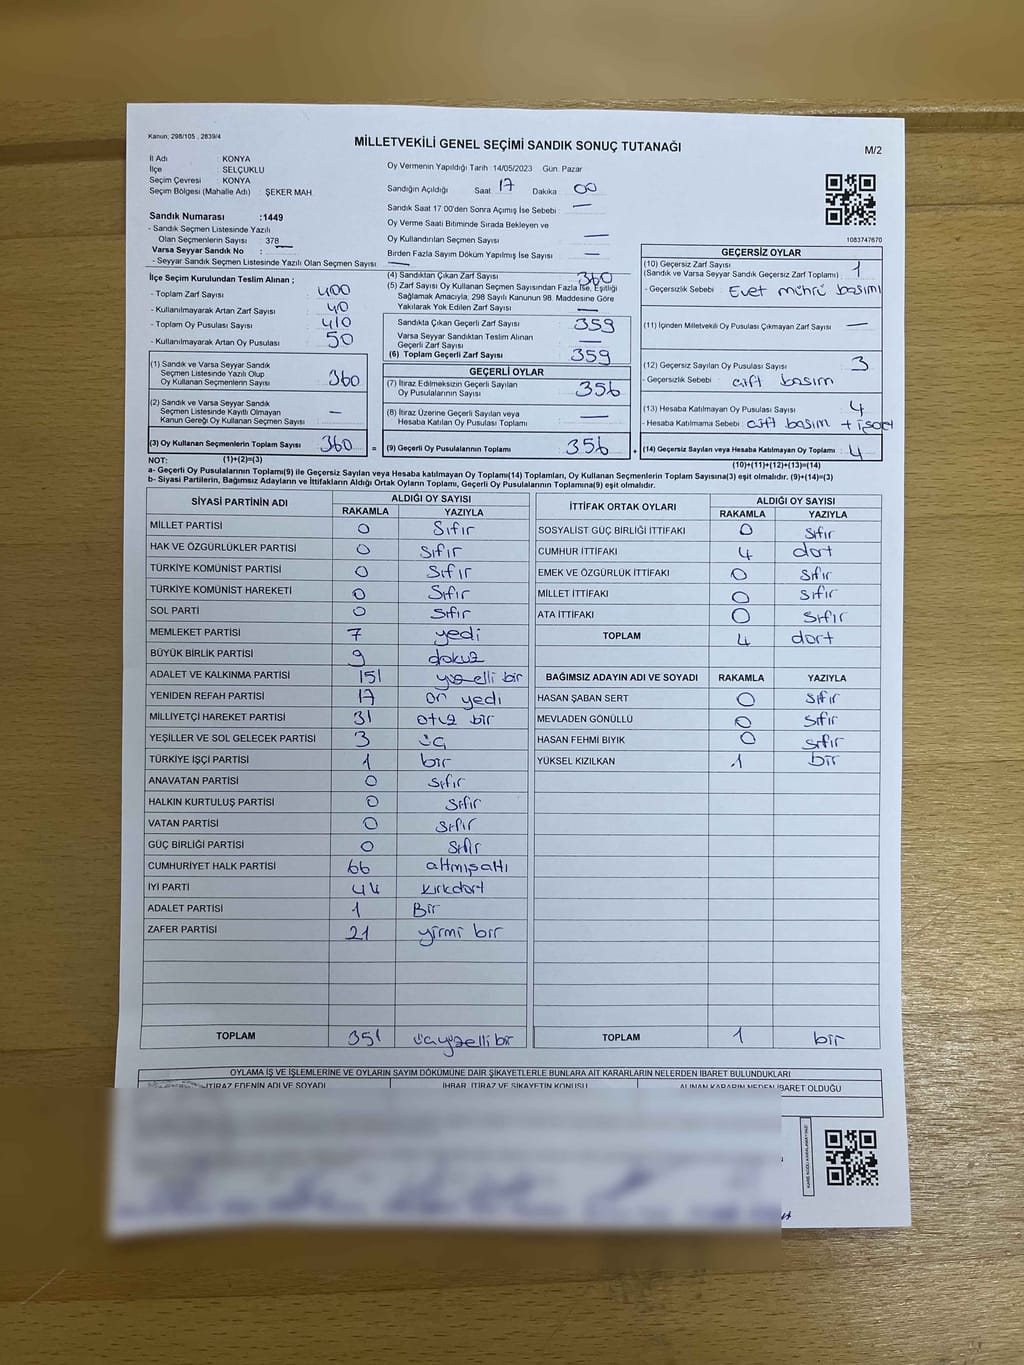 Kanun; 298/105 , 2839/4
MİLLETVEKİLİ GENEL SEÇİMİ SANDIK SONUÇ TUTANAĞI
M/2
İl Adı KONYA
İlçe SELÇUKLU
Seçim Çevresi : KONYA
Seçim Bölgesi (Mahalle Adı) : ŞEKER MAH
Sandık Numarası :1449
- Sandık Seçmen Listesinde Yazılı
Olan Seçmenlerin Sayısı : 378
Varsa Seyyar Sandık No :
- Seyyar Seçmen Listesinde Yazılı Olan Seçmen Sayısı —
Oy Vermenin Yapıldığı Tarih :14/05/2023 Gün: Pazar
Sandığın Açıldığı Saat 17 Dakika 00
Sandık Saat 17:00'den Sonra Açımış İse Sebebi : —
Oy Verme Saati Bitiminde Sırada Bekleyen ve
Oy Kullandırılan Seçmen Sayısı —
Birden Fazla Sayım Döküm Yapılmış İse Sayısı —
1083747670
İlçe Seçim Kurulundan Teslim Alınan ;
- Toplam Zarf Sayısı 400
- Kullanılmayarak Artan Zarf Sayısı 40
- Toplam Oy Pusulası Sayısı 410
- Kullanılmayarak Artan Oy Pusulası 50
(1) Sandık ve Varsa Seyyar Sandık
Seçmen Listesinde Yazılı Olup
Oy Kullanan Seçmenlerin Sayısı 360
(2) Sandık ve Varsa Seyyar Sandık
Seçmen Listesinde Kayıtlı Olmayan
Kanun Gereği Oy Kullanan Seçmen Sayısı —
(3) Oy Kullanan Seçmenlerin Toplam Sayısı 360
(1)+(2)=(3)
(4) Sandıktan Çıkan Zarf Sayısı 360
(5) Zarf Sayısı Oy Kullanan Seçmen Sayısından Fazla İse, Eşitliği
Sağlamak Amacıyla, 298 Sayılı Kanunun 98. Maddesine Göre
Yakılarak Yok Edilen Zarf Sayısı —
Sandıkta Çıkan Geçerli Zarf Sayısı 359
Varsa Seyyar Sandıktan Teslim Alınan
Geçerli Zarf Sayısı —
(6) Toplam Geçerli Zarf Sayısı 359
GEÇERLİ OYLAR
(7) İtiraz Edilmeksizin Geçerli Sayılan
Oy Pusulalarının Sayısı 356
(8) İtiraz Üzerine Geçerli Sayılan veya
Hesaba Katılan Oy Pusulası Toplamı —
= (9) Geçerli Oy Pusulalarının Toplamı 356
GEÇERSİZ OYLAR
(10) Geçersiz Zarf Sayısı
(Sandık ve Varsa Seyyar Sandık Geçersiz Zarf Toplamı) 1
- Geçersizlik Sebebi : Evet mührü basımı
(11) İçinden Milletvekili Oy Pusulası Çıkmayan Zarf Sayısı —
(12) Geçersiz Sayılan Oy Pusulası Sayısı 3
- Geçersizlik Sebebi : çift basım
(13) Hesaba Katılmayan Oy Pusulası Sayısı 4
- Hesaba Katılmama Sebebi : çift basım +
+ (14) Geçersiz Sayılan veya Hesaba Katılmayan Oy Toplamı 4
(10)+(11)+(12)+(13)=(14)
NOT:
a- Geçerli Oy Pusulalarının Toplamı(9) ile Geçersiz Sayılan veya Hesaba katılmayan Oy Toplamı(14) Toplamları, Oy Kullanan Seçmenlerin Toplam Sayısına(3) eşit olmalıdır. (9)+(14)=(3)
b- Siyasi Partilerin, Bağımsız Adayların ve İttifakların Aldığı Ortak Oyların Toplamı, Geçerli Oy Pusulalarının Toplamına(9) eşit olmalıdır.
SİYASİ PARTİNİN ADI ALDIĞI OY SAYISI
RAKAMLA YAZIYLA
MİLLET PARTİSİ 0 Sıfır
HAK VE ÖZGÜRLÜKLER PARTİSİ 0 Sıfır
TÜRKİYE KOMÜNİST PARTİSİ 0 Sıfır
TÜRKİYE KOMÜNİST HAREKETİ 0 Sıfır
SOL PARTİ 0 Sıfır
MEMLEKET PARTİSİ 7 yedi
BÜYÜK BİRLİK PARTİSİ 9 dokuz
ADALET VE KALKINMA PARTİSİ 151 yüzelli bir
YENİDEN REFAH PARTİSİ 17 on yedi
MİLLİYETÇİ HAREKET PARTİSİ 31 otuz bir
YEŞİLLER VE SOL GELECEK PARTİSİ 3 üç
TÜRKİYE İŞÇİ PARTİSİ 1 bir
ANAVATAN PARTİSİ 0 sıfır
HALKIN KURTULUŞ PARTİSİ 0 sıfır
VATAN PARTİSİ 0 sıfır
GÜÇ BİRLİĞİ PARTİSİ 0 sıfır
CUMHURİYET HALK PARTİSİ 66 altmışaltı
İYİ PARTİ 44 kırkdört
ADALET PARTİSİ 1 Bir
ZAFER PARTİSİ 21 yirmi bir
TOPLAM 351 üçyüzelli bir
İTTİFAK ORTAK OYLARI ALDIĞI OY SAYISI
RAKAMLA YAZIYLA
SOSYALİST GÜÇ BİRLİĞİ İTTİFAKI 0 sıfır
CUMHUR İTTİFAKI 4 dört
EMEK VE ÖZGÜRLÜK İTTİFAKI 0 sıfır
MİLLET İTTİFAKI 0 sıfır
ATA İTTİFAKI 0 sıfır
TOPLAM 4 dört
BAĞIMSIZ ADAYIN ADI VE SOYADI RAKAMLA YAZIYLA
HASAN ŞABAN SERT 0 sıfır
MEVLADEN GÖNÜLLÜ 0 sıfır
HASAN FEHMİ BIYIK 0 sıfır
YÜKSEL KIZILKAN 1 bir
TOPLAM 1 bir
OYLAMA İŞ VE İŞLEMLERİNE VE OYLARIN SAYIM DÖKÜMÜNE DAİR ŞİKAYETLERLE BUNLARA AİT KARARLARIN NELERDEN İBARET BULUNDUKLARI
İTİRAZ EDENİN ADI VE SOYADI İHBAR, İTİRAZ VE ŞİKAYETİN KONUSU ALINAN KARARIN NEDEN İBARET OLDUĞU